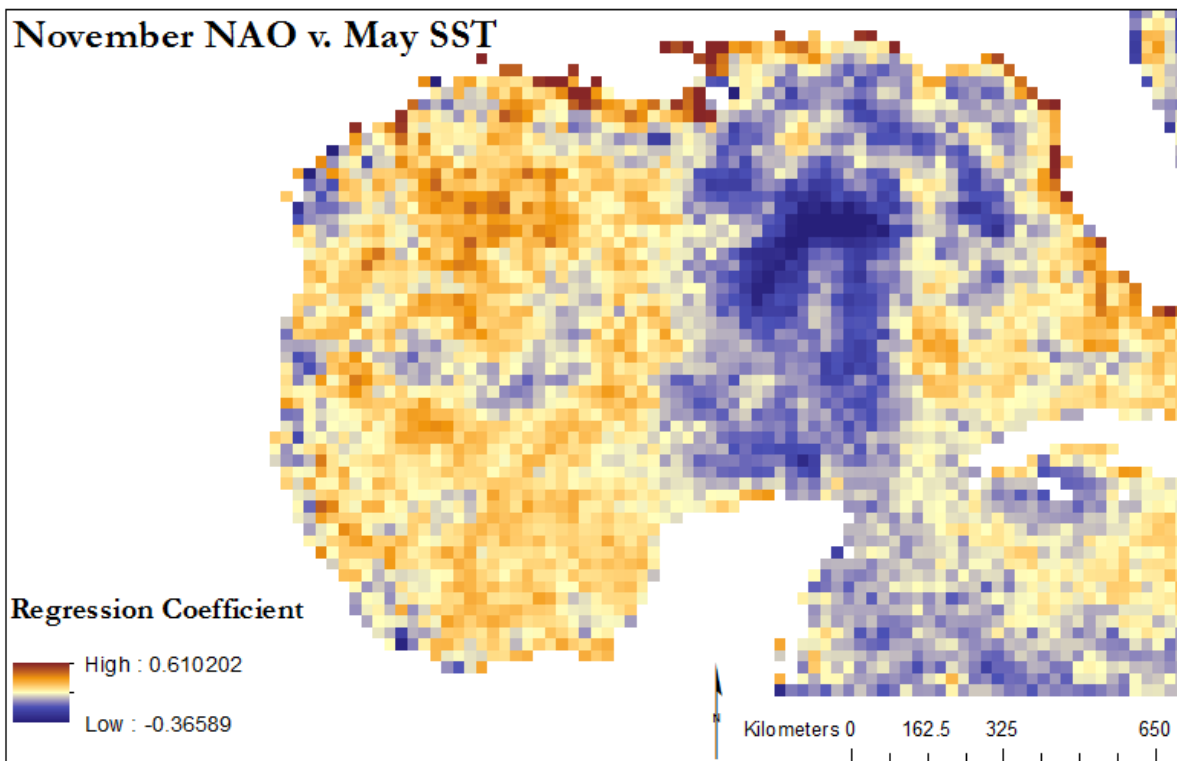 November NAO v. May SST
Regression Coefficient
High : 0.610202
Low : -0.36589
N
Kilometers 0 162.5 325 650